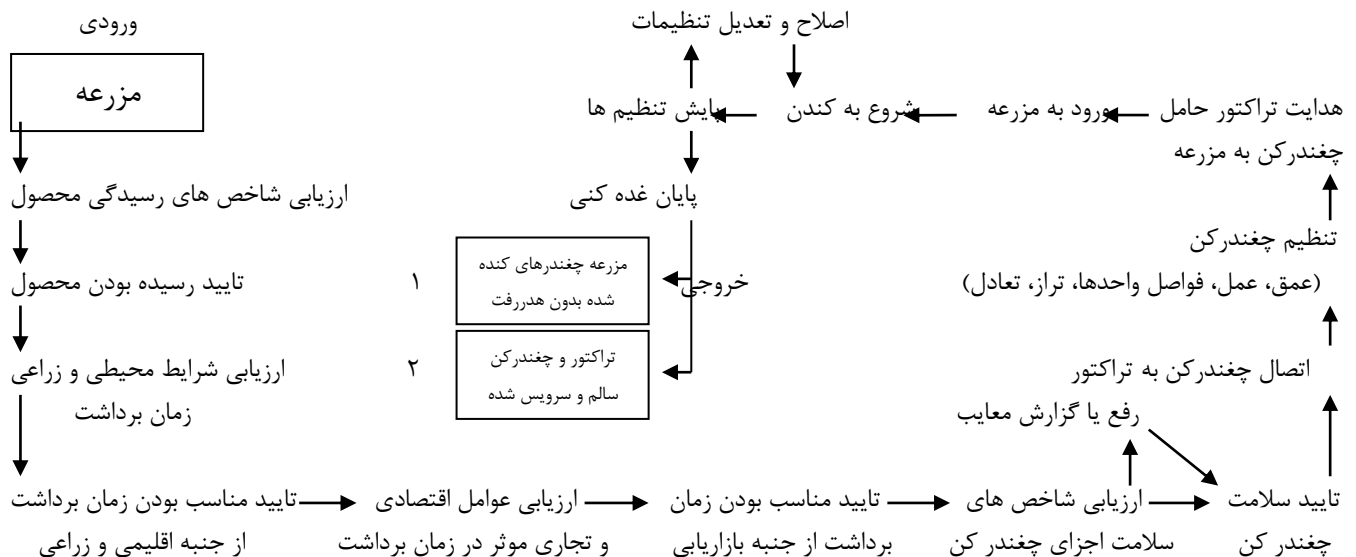 ورودی
اصلاح و تعدیل تنظیمات
مزرعه
هدایت تراکتور حامل
چغندرکن به مزرعه
ورود به مزرعه
شروع به کندن
پایش تنظیم ها
ارزیابی شاخص های رسیدگی محصول
پایان غده کنی
تنظیم چغندرکن
(عمق، عمل، فواصل واحدها، تراز، تعادل)
خروجی
مزرعه چغندرهای کنده
شده بدون هدررفت
۱
تایید رسیده بودن محصول
تراکتور و چغندرکن
سالم و سرویس شده
۲
ارزیابی شرایط محیطی و زراعی
زمان برداشت
اتصال چغندرکن به تراکتور
رفع یا گزارش معایب
تایید مناسب بودن زمان برداشت
از جنبه اقلیمی و زراعی
ارزیابی عوامل اقتصادی
و تجاری موثر در زمان برداشت
تایید مناسب بودن زمان
برداشت از جنبه بازاریابی
ارزیابی شاخص های
سلامت اجزای چغندر کن
تایید سلامت
چغندر کن